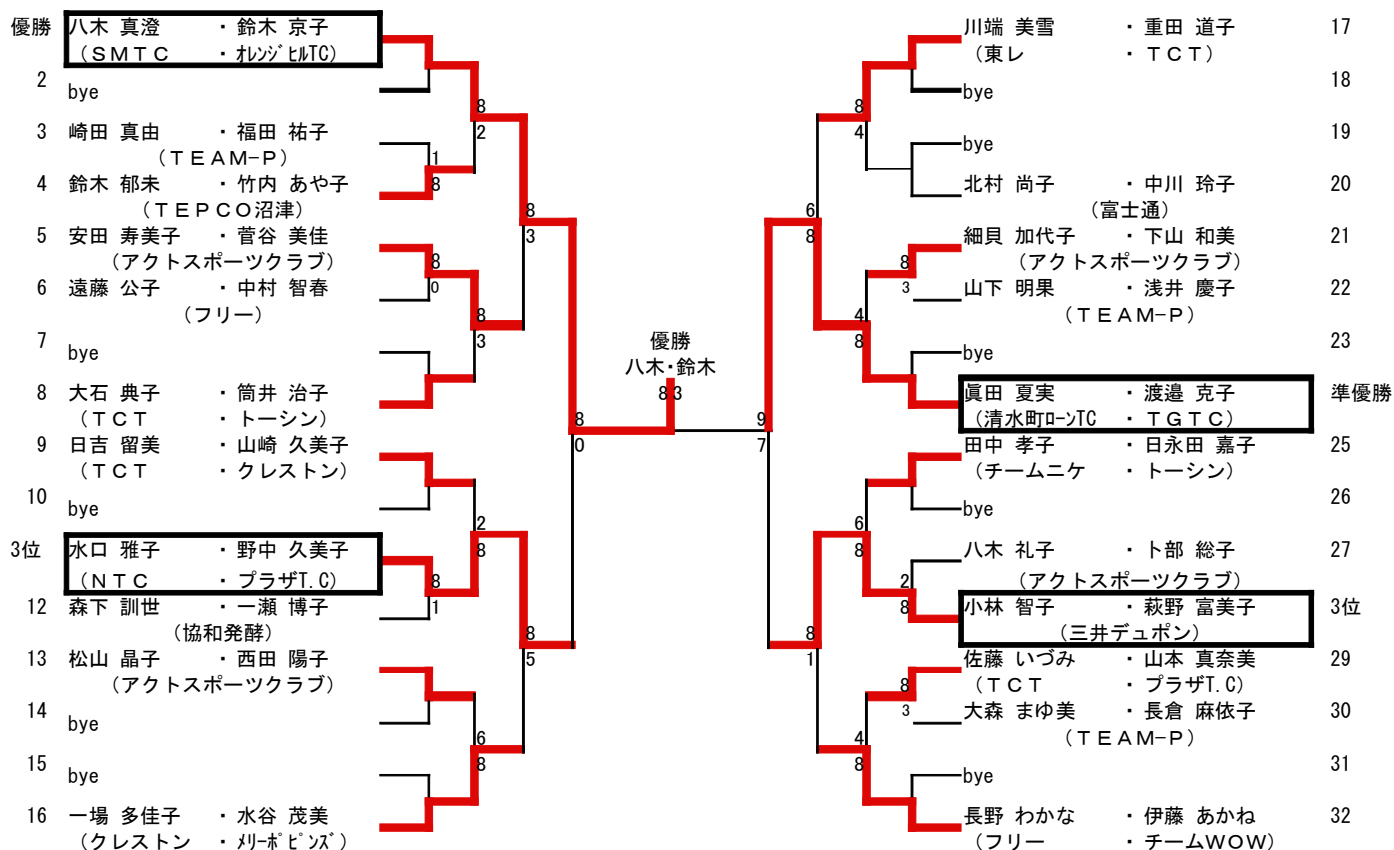 優勝 八木 真澄 ・ 鈴木 京子
(SMTC ・ ｵﾚﾝｼﾞﾋﾙTC)
2 bye
3 崎田 真由 ・ 福田 祐子
(TEAM-P)
4 鈴木 郁未 ・ 竹内 あや子
(TEPCO沼津)
5 安田 寿美子 ・ 菅谷 美佳
(アクトスポーツクラブ)
6 遠藤 公子 ・ 中村 智春
(フリー)
7 bye
8 大石 典子 ・ 筒井 治子
(TCT ・ トーシン)
9 日吉 留美 ・ 山崎 久美子
(TCT ・ クレストン)
10 bye
3位 水口 雅子 ・ 野中 久美子
(NTC ・ プラザT.C)
12 森下 訓世 ・ 一瀬 博子
(協和発酵)
13 松山 晶子 ・ 西田 陽子
(アクトスポーツクラブ)
14 bye
15 bye
16 一場 多佳子 ・ 水谷 茂美
(クレストン ・ ﾒﾘｰﾎﾟﾋﾟﾝｽﾞ)
1
8
8
0
8
1
8
2
8
3
2
8
6
8
8
3
8
5
8
0
優勝
八木・鈴木
8 3
9
7
6
8
8
1
8
4
4
8
6
8
4
8
8
3
2
8
8
3
川端 美雪 ・ 重田 道子 17
(東レ ・ TCT)
bye 18
bye 19
北村 尚子 ・ 中川 玲子 20
(富士通)
細貝 加代子 ・ 下山 和美 21
(アクトスポーツクラブ)
山下 明果 ・ 浅井 慶子 22
(TEAM-P)
bye 23
眞田 夏実 ・ 渡邉 克子 準優勝
(清水町ﾛｰﾝTC ・ TGTC)
田中 孝子 ・ 日永田 嘉子 25
(チームニケ ・ トーシン)
bye 26
八木 礼子 ・ 卜部 総子 27
(アクトスポーツクラブ)
小林 智子 ・ 萩野 富美子 3位
(三井デュポン)
佐藤 いづみ ・ 山本 真奈美 29
(TCT ・ プラザT.C)
大森 まゆ美 ・ 長倉 麻依子 30
(TEAM-P)
bye 31
長野 わかな ・ 伊藤 あかね 32
(フリー ・ チームWOW)